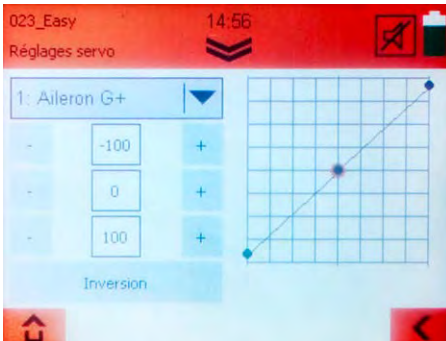 023_Easy 14:56
Réglages servo
1: Aileron G+
- -100 +
- 0 +
- 100 +
Inversion